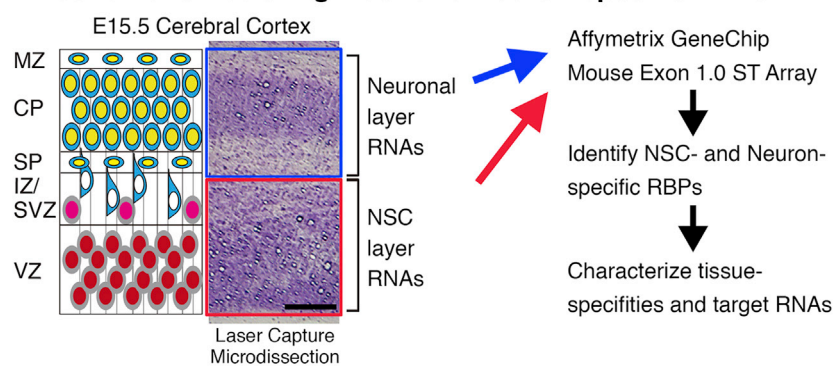 E15.5 Cerebral Cortex
MZ
CP
SP
IZ/
SVZ
VZ
Neuronal
layer
RNAs
NSC
layer
RNAs
Laser Capture
Microdissection
Affymetrix GeneChip
Mouse Exon 1.0 ST Array
Identify NSC- and Neuron-
specific RBPs
Characterize tissue-
specifities and target RNAs